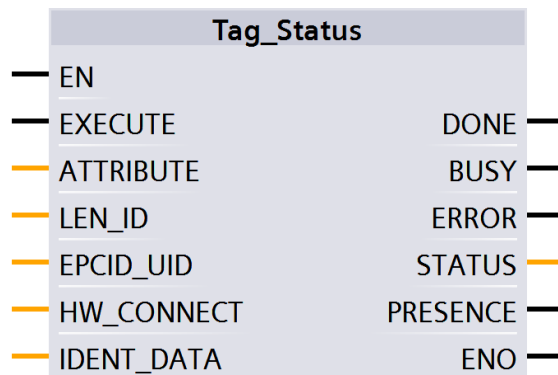 Tag_Status
EN
EXECUTE DONE
ATTRIBUTE BUSY
LEN_ID ERROR
EPCID_UID STATUS
HW_CONNECT PRESENCE
IDENT_DATA ENO